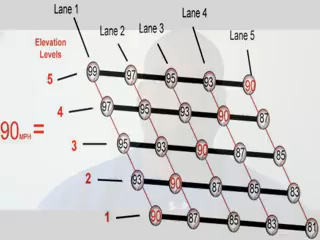 Lane 1
Lane 2
Lane 3
Lane 4
Lane 5
Elevation
Levels
5 99 97 95 93 90
4 97 95 93 90 87
3 95 93 90 87 85
90 MPH =
2 93 90 87 85 83
1 90 87 85 83 81